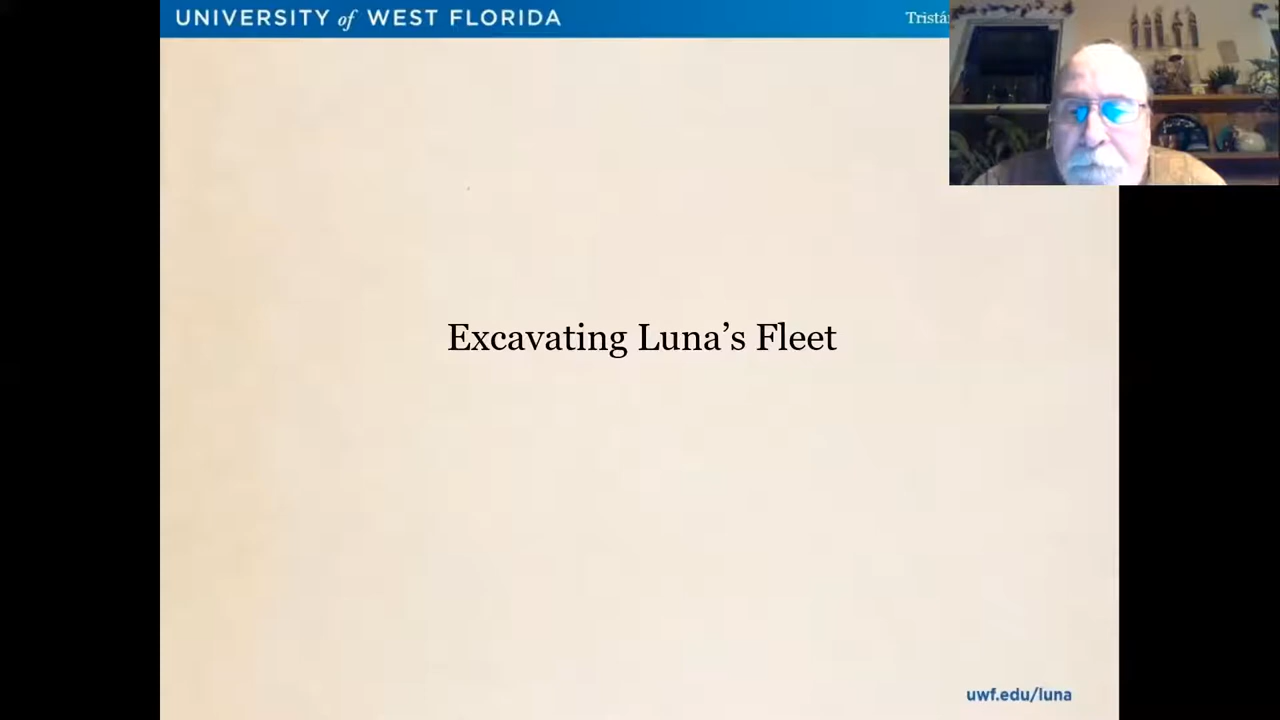 UNIVERSITY of WEST FLORIDA
Excavating Luna’s Fleet
uwf.edu/luna